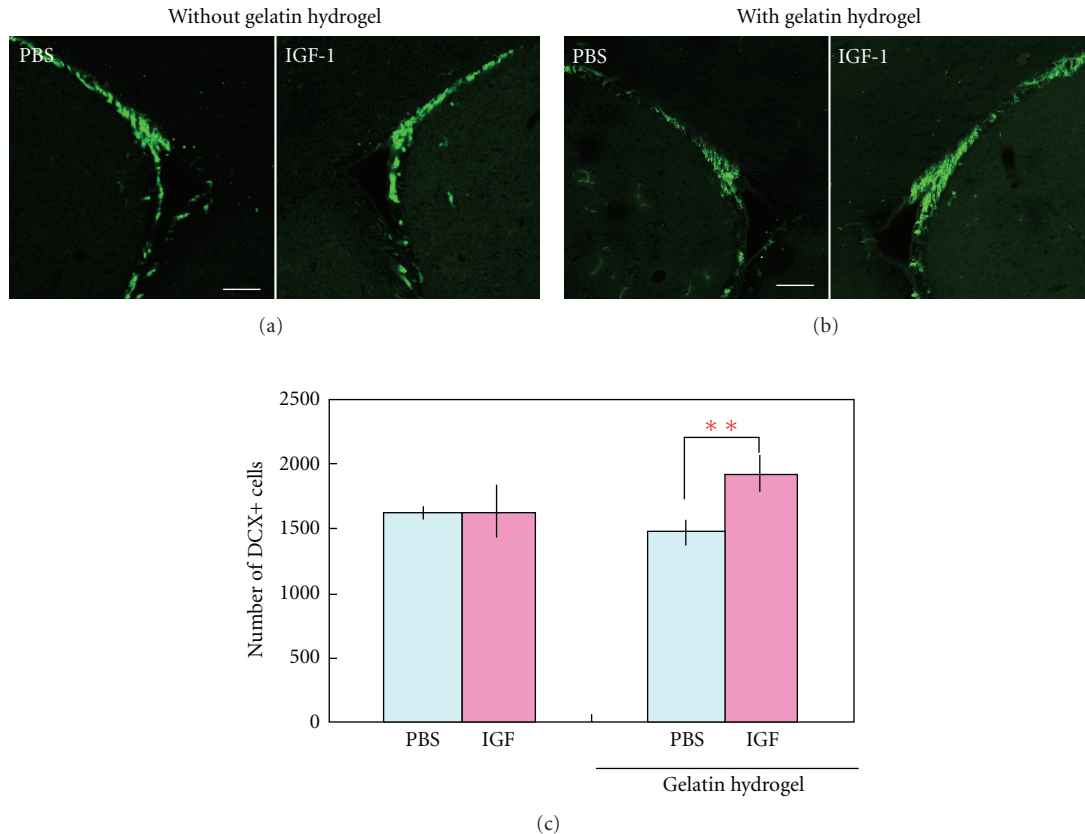 Without gelatin hydrogel
With gelatin hydrogel
PBS
IGF-1
PBS
IGF-1
(a)
(b)
2500
2000
1500
1000
500
0
Number of DCX+ cells
**
PBS
IGF
PBS
IGF
Gelatin hydrogel
(c)